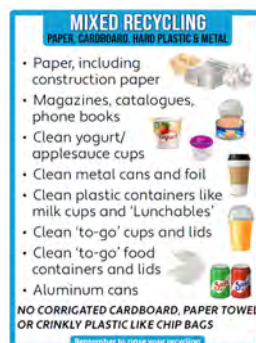 MIXED RECYCLING
PAPER, CARDBOARD, HARD PLASTIC & METAL
• Paper, including
construction paper
• Magazines, catalogues,
phone books
• Clean yogurt/
applesauce cups
• Clean metal cans and foil
• Clean plastic containers like
milk cups and 'Lunchables'
• Clean 'to-go' cups and lids
• Clean 'to-go' food
containers and lids
• Aluminum cans
NO CORRIGATED CARDBOARD, PAPER TOWEL
OR CRINKLY PLASTIC LIKE CHIP BAGS
Remember to rinse your recycling